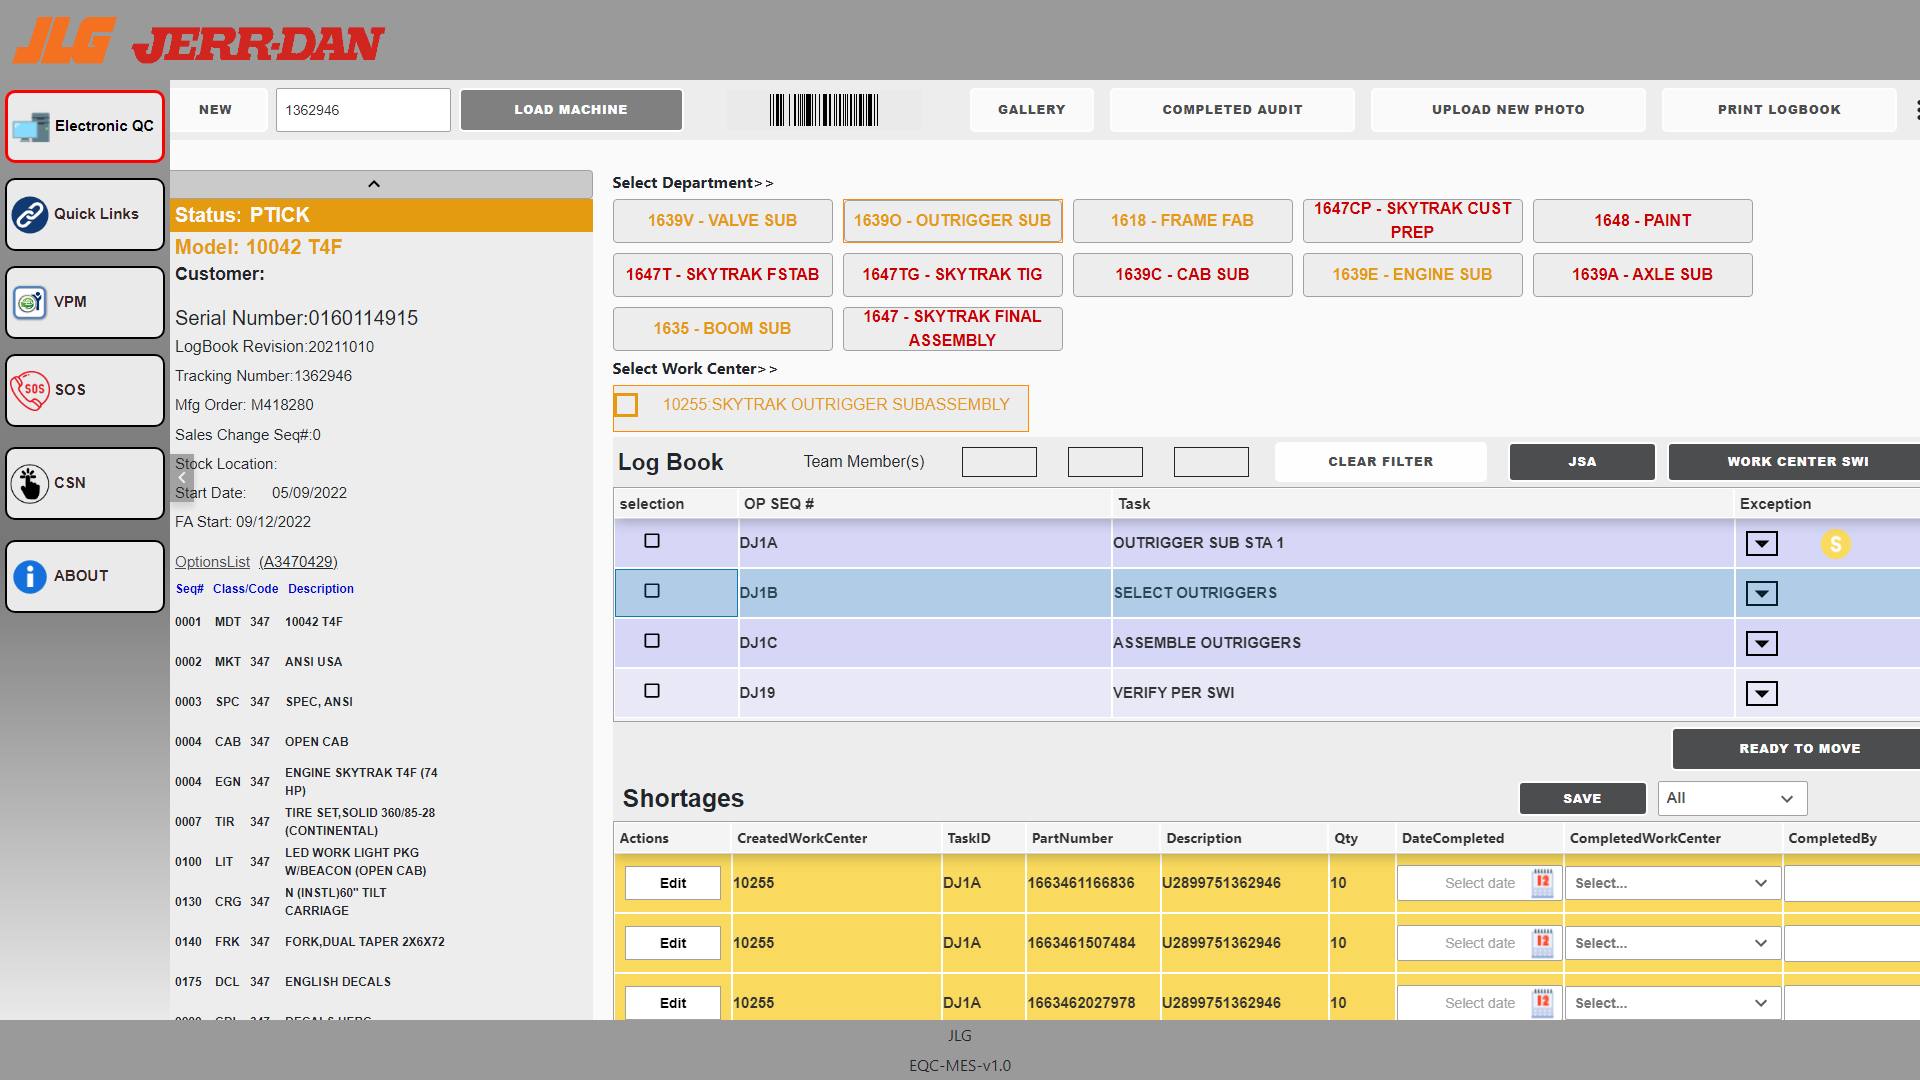 JLG JERR-DAN
Electronic QC
Quick Links
VPM
SOS
SOS
CSN
ABOUT
NEW
1362946
LOAD MACHINE
GALLERY
COMPLETED AUDIT
UPLOAD NEW PHOTO
PRINT LOGBOOK
Status: PTICK
Model: 10042 T4F
Customer:
Serial Number:0160114915
LogBook Revision:20211010
Tracking Number:1362946
Mfg Order: M418280
Sales Change Seq#:0
Stock Location:
Start Date: 05/09/2022
FA Start: 09/12/2022
OptionsList (A3470429)
Seq# Class/Code Description
0001 MDT 347 10042 T4F
0002 MKT 347 ANSI USA
0003 SPC 347 SPEC, ANSI
0004 CAB 347 OPEN CAB
0004 EGN 347 ENGINE SKYTRAK T4F (74
HP)
0007 TIR 347 TIRE SET,SOLID 360/85-28
(CONTINENTAL)
0100 LIT 347 LED WORK LIGHT PKG
W/BEACON (OPEN CAB)
0130 CRG 347 N (INSTL)60" TILT
CARRIAGE
0140 FRK 347 FORK,DUAL TAPER 2X6X72
0175 DCL 347 ENGLISH DECALS
Select Department>>
1639V - VALVE SUB
1639O - OUTRIGGER SUB
1618 - FRAME FAB
1647CP - SKYTRAK CUST
PREP
1648 - PAINT
1647T - SKYTRAK FSTAB
1647TG - SKYTRAK TIG
1639C - CAB SUB
1639E - ENGINE SUB
1639A - AXLE SUB
1635 - BOOM SUB
1647 - SKYTRAK FINAL
ASSEMBLY
Select Work Center>>
10255:SKYTRAK OUTRIGGER SUBASSEMBLY
Log Book
Team Member(s)
CLEAR FILTER
JSA
WORK CENTER SWI
selection OP SEQ # Task Exception
DJ1A OUTRIGGER SUB STA 1 $
DJ1B SELECT OUTRIGGERS
DJ1C ASSEMBLE OUTRIGGERS
DJ19 VERIFY PER SWI
READY TO MOVE
Shortages
SAVE
All
Actions CreatedWorkCenter TaskID PartNumber Description Qty DateCompleted CompletedWorkCenter CompletedBy
Edit 10255 DJ1A 1663461166836 U2899751362946 10 Select date 12 Select...
Edit 10255 DJ1A 1663461507484 U2899751362946 10 Select date 12 Select...
Edit 10255 DJ1A 1663462027978 U2899751362946 10 Select date 12 Select...
JLG
EQC-MES-v1.0